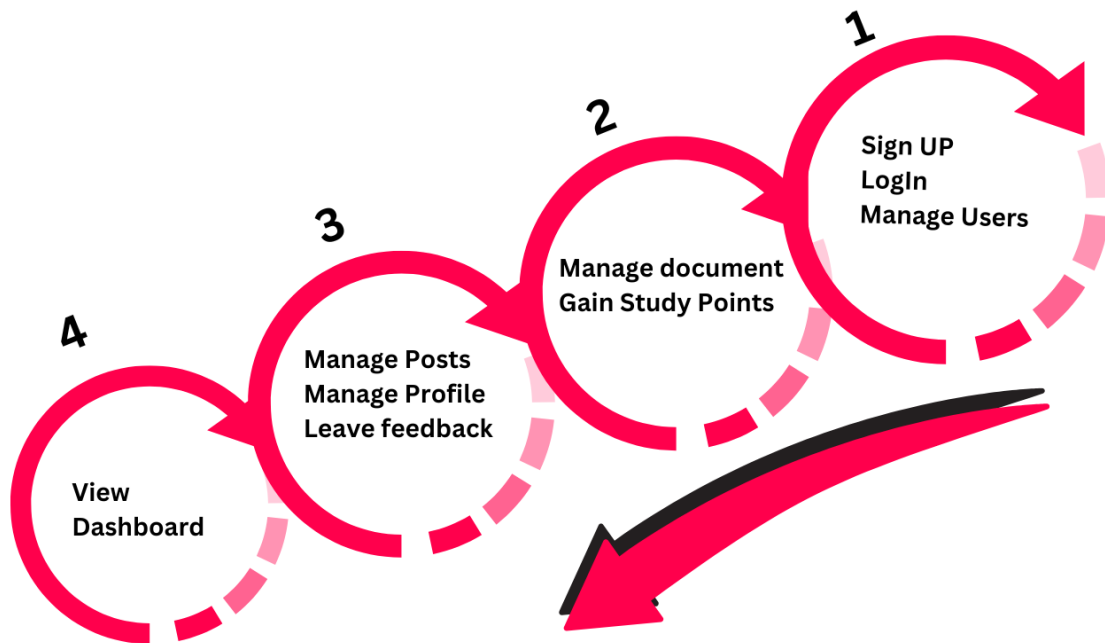 1
Sign UP
LogIn
Manage Users
2
Manage document
Gain Study Points
3
Manage Posts
Manage Profile
Leave feedback
4
View
Dashboard